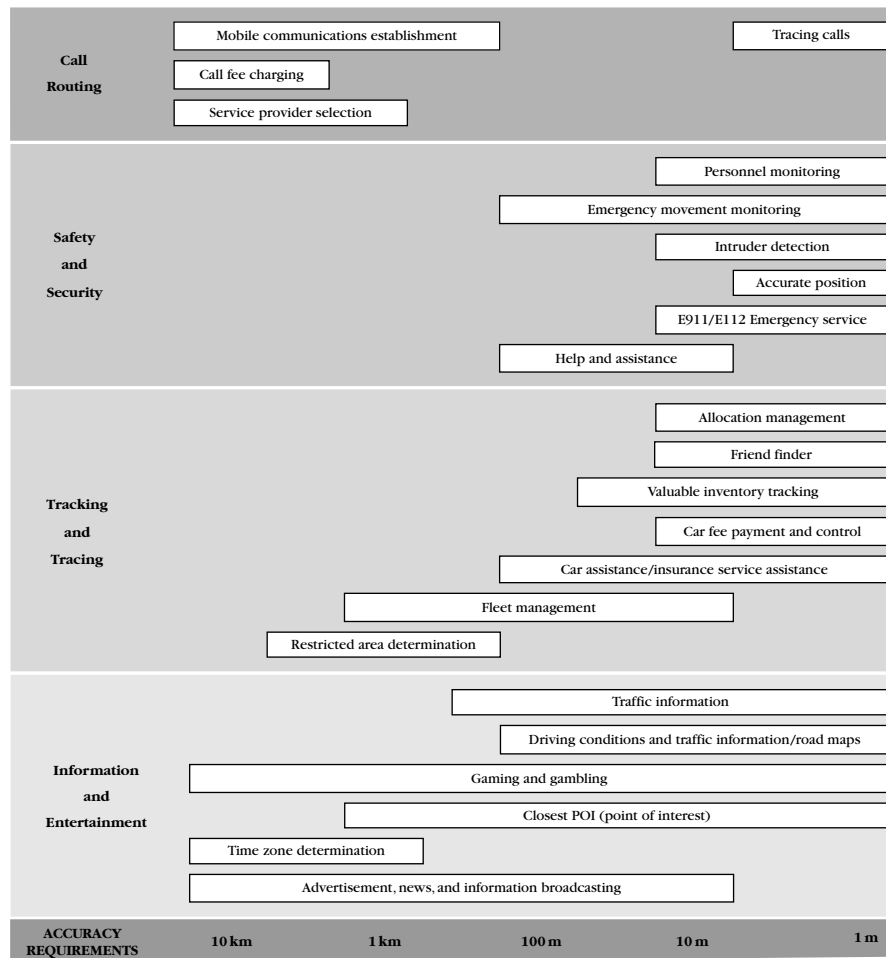 Mobile communications establishment
Tracing calls
Call
Routing
Call fee charging
Service provider selection
Personnel monitoring
Emergency movement monitoring
Safety
and
Security
Intruder detection
Accurate position
E911/E112 Emergency service
Help and assistance
Allocation management
Friend finder
Valuable inventory tracking
Tracking
and
Tracing
Car fee payment and control
Car assistance/insurance service assistance
Fleet management
Restricted area determination
Traffic information
Driving conditions and traffic information/road maps
Information
and
Entertainment
Gaming and gambling
Closest POI (point of interest)
Time zone determination
Advertisement, news, and information broadcasting
ACCURACY
REQUIREMENTS
10 km 1 km 100 m 10 m 1 m